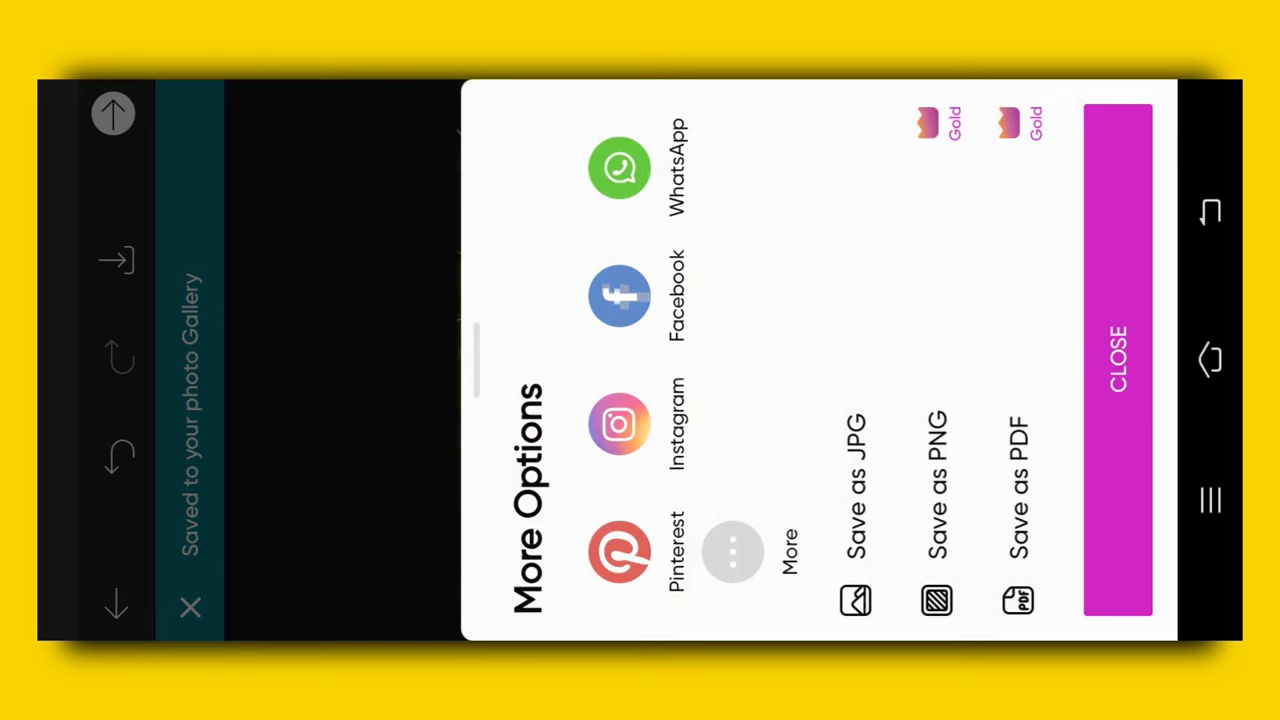 Saved to your photo Gallery
More Options
Pinterest Instagram Facebook WhatsApp
More
Save as JPG
Save as PNG Gold
PDF Save as PDF Gold
CLOSE